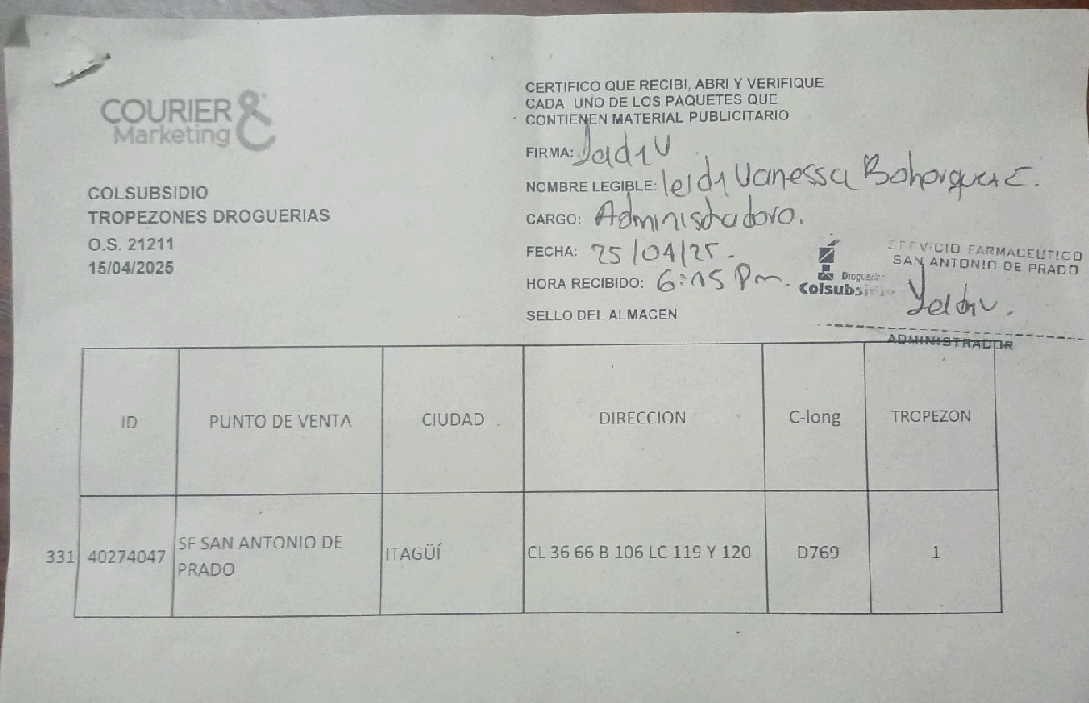 COURIER &
Marketing
COLSUBSIDIO
TROPEZONES DROGUERIAS
O.S. 21211
15/04/2025
CERTIFICO QUE RECIBI, ABRI Y VERIFIQUE
CADA UNO DE LOS PAQUETES QUE
CONTIENEN MATERIAL PUBLICITARIO
FIRMA:
NOMBRE LEGIBLE: leidi Vanessa Bohorquez C.
CARGO: Administradora.
FECHA: 25/04/25.
HORA RECIBIDO: 6:15 Pm.
SELLO DEL ALMACEN
SERVICIO FARMACEUTICO
SAN ANTONIO DE PRADO
Droguerías
Colsubsidio
ADMINISTRADOR
ID PUNTO DE VENTA CIUDAD DIRECCION C-long TROPEZON
331 40274047 SF SAN ANTONIO DE PRADO ITAGÜÍ CL 36 66 B 106 LC 119 Y 120 D769 1